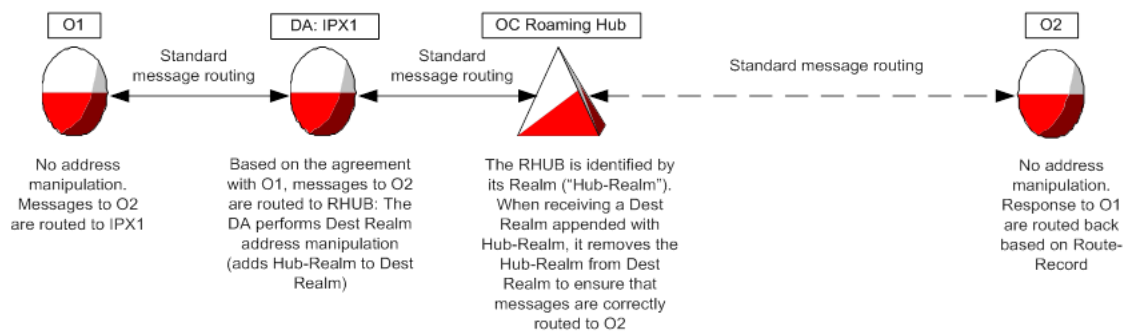 O1
DA: IPX1
OC Roaming Hub
O2
Standard
message routing
Standard
message routing
Standard message routing
No address
manipulation.
Messages to O2
are routed to IPX1
Based on the agreement
with O1, messages to O2
are routed to RHUB: The
DA performs Dest Realm
address manipulation
(adds Hub-Realm to Dest
Realm)
The RHUB is identified by
its Realm (“Hub-Realm”).
When receiving a Dest
Realm appended with
Hub-Realm, it removes the
Hub-Realm from Dest
Realm to ensure that
messages are correctly
routed to O2
No address
manipulation.
Response to O1
are routed back
based on Route-
Record